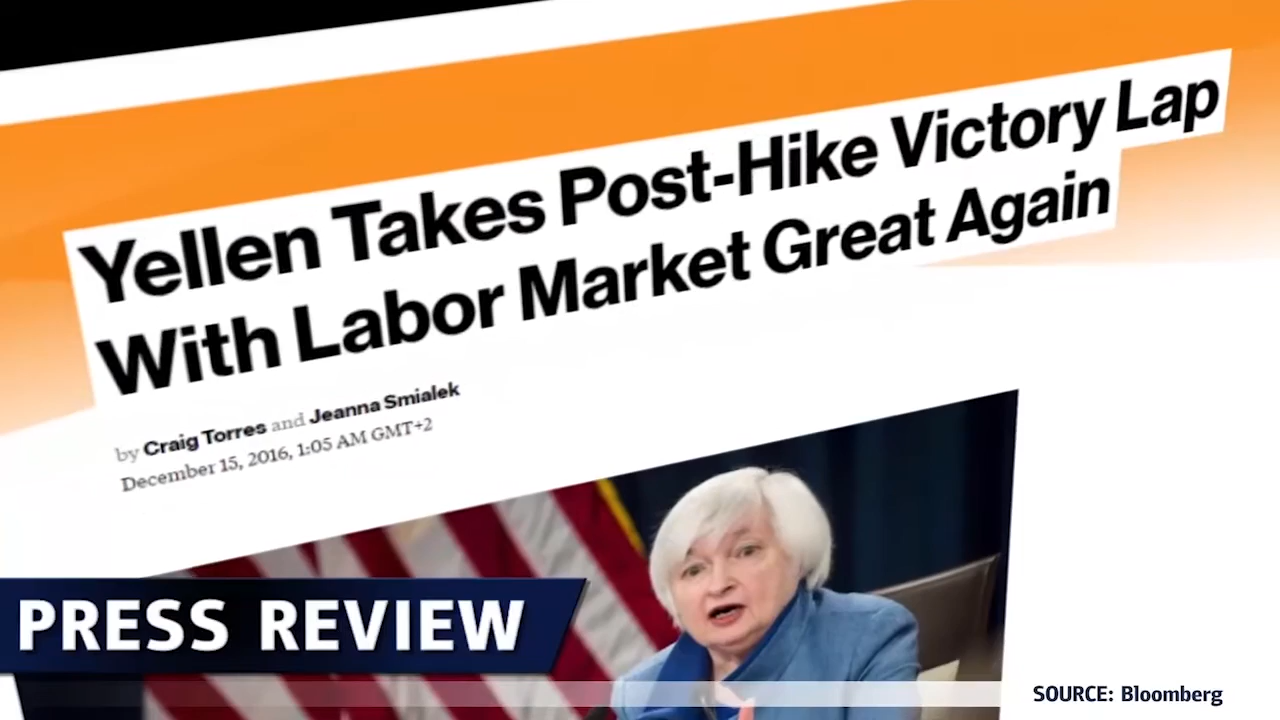 Yellen Takes Post-Hike Victory Lap
With Labor Market Great Again
by Craig Torres and Jeanna Smialek
December 15, 2016, 1:05 AM GMT+2
PRESS REVIEW
SOURCE: Bloomberg